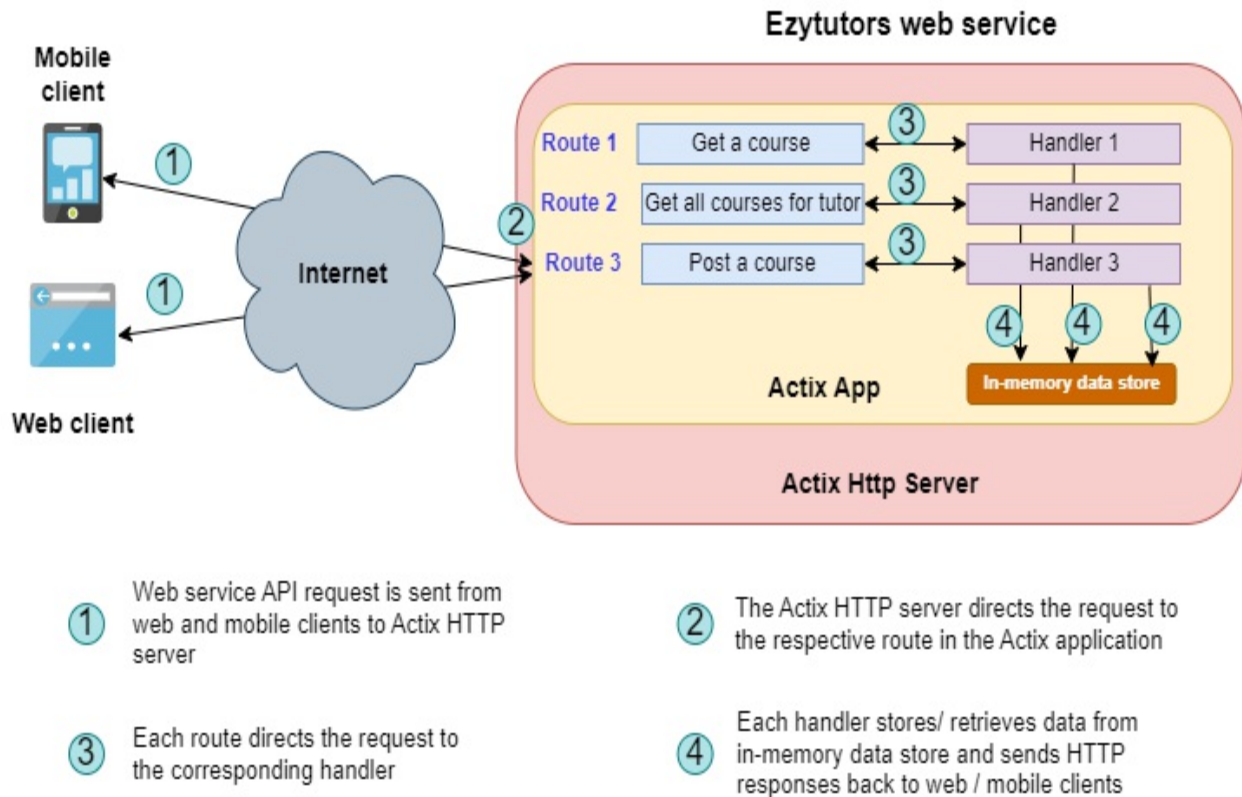 Ezytutors web service
Mobile
client
1
Route 1
Get a course
3
Handler 1
Route 2
Get all courses for tutor
3
Handler 2
2
Route 3
Post a course
3
Handler 3
Internet
1
4
4
4
Actix App
In-memory data store
Web client
Actix Http Server
1
Web service API request is sent from
web and mobile clients to Actix HTTP
server
2
The Actix HTTP server directs the request to
the respective route in the Actix application
3
Each route directs the request to
the corresponding handler
4
Each handler stores/ retrieves data from
in-memory data store and sends HTTP
responses back to web / mobile clients